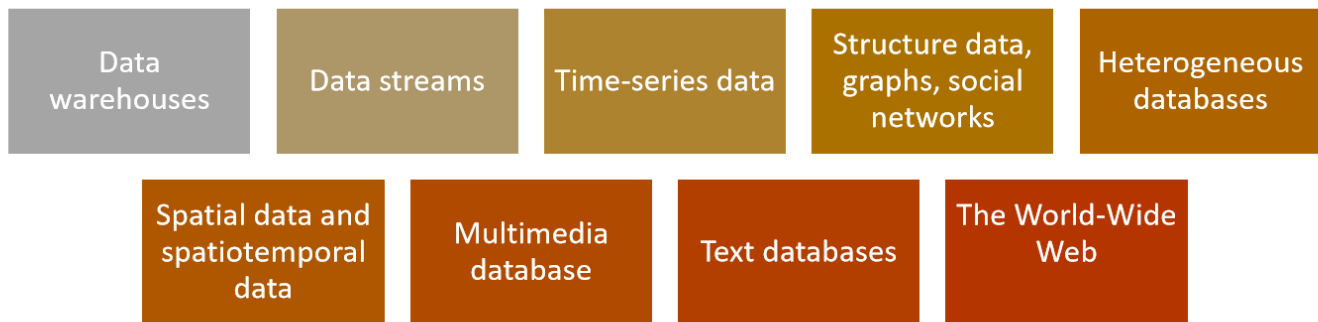 Data
warehouses
Data streams
Time-series data
Structure data,
graphs, social
networks
Heterogeneous
databases
Spatial data and
spatiotemporal
data
Multimedia
database
Text databases
The World-Wide
Web